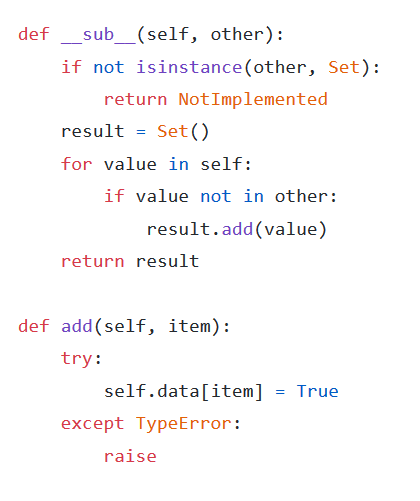 def __sub__(self, other):
    if not isinstance(other, Set):
        return NotImplemented
    result = Set()
    for value in self:
        if value not in other:
            result.add(value)
    return result

def add(self, item):
    try:
        self.data[item] = True
    except TypeError:
        raise